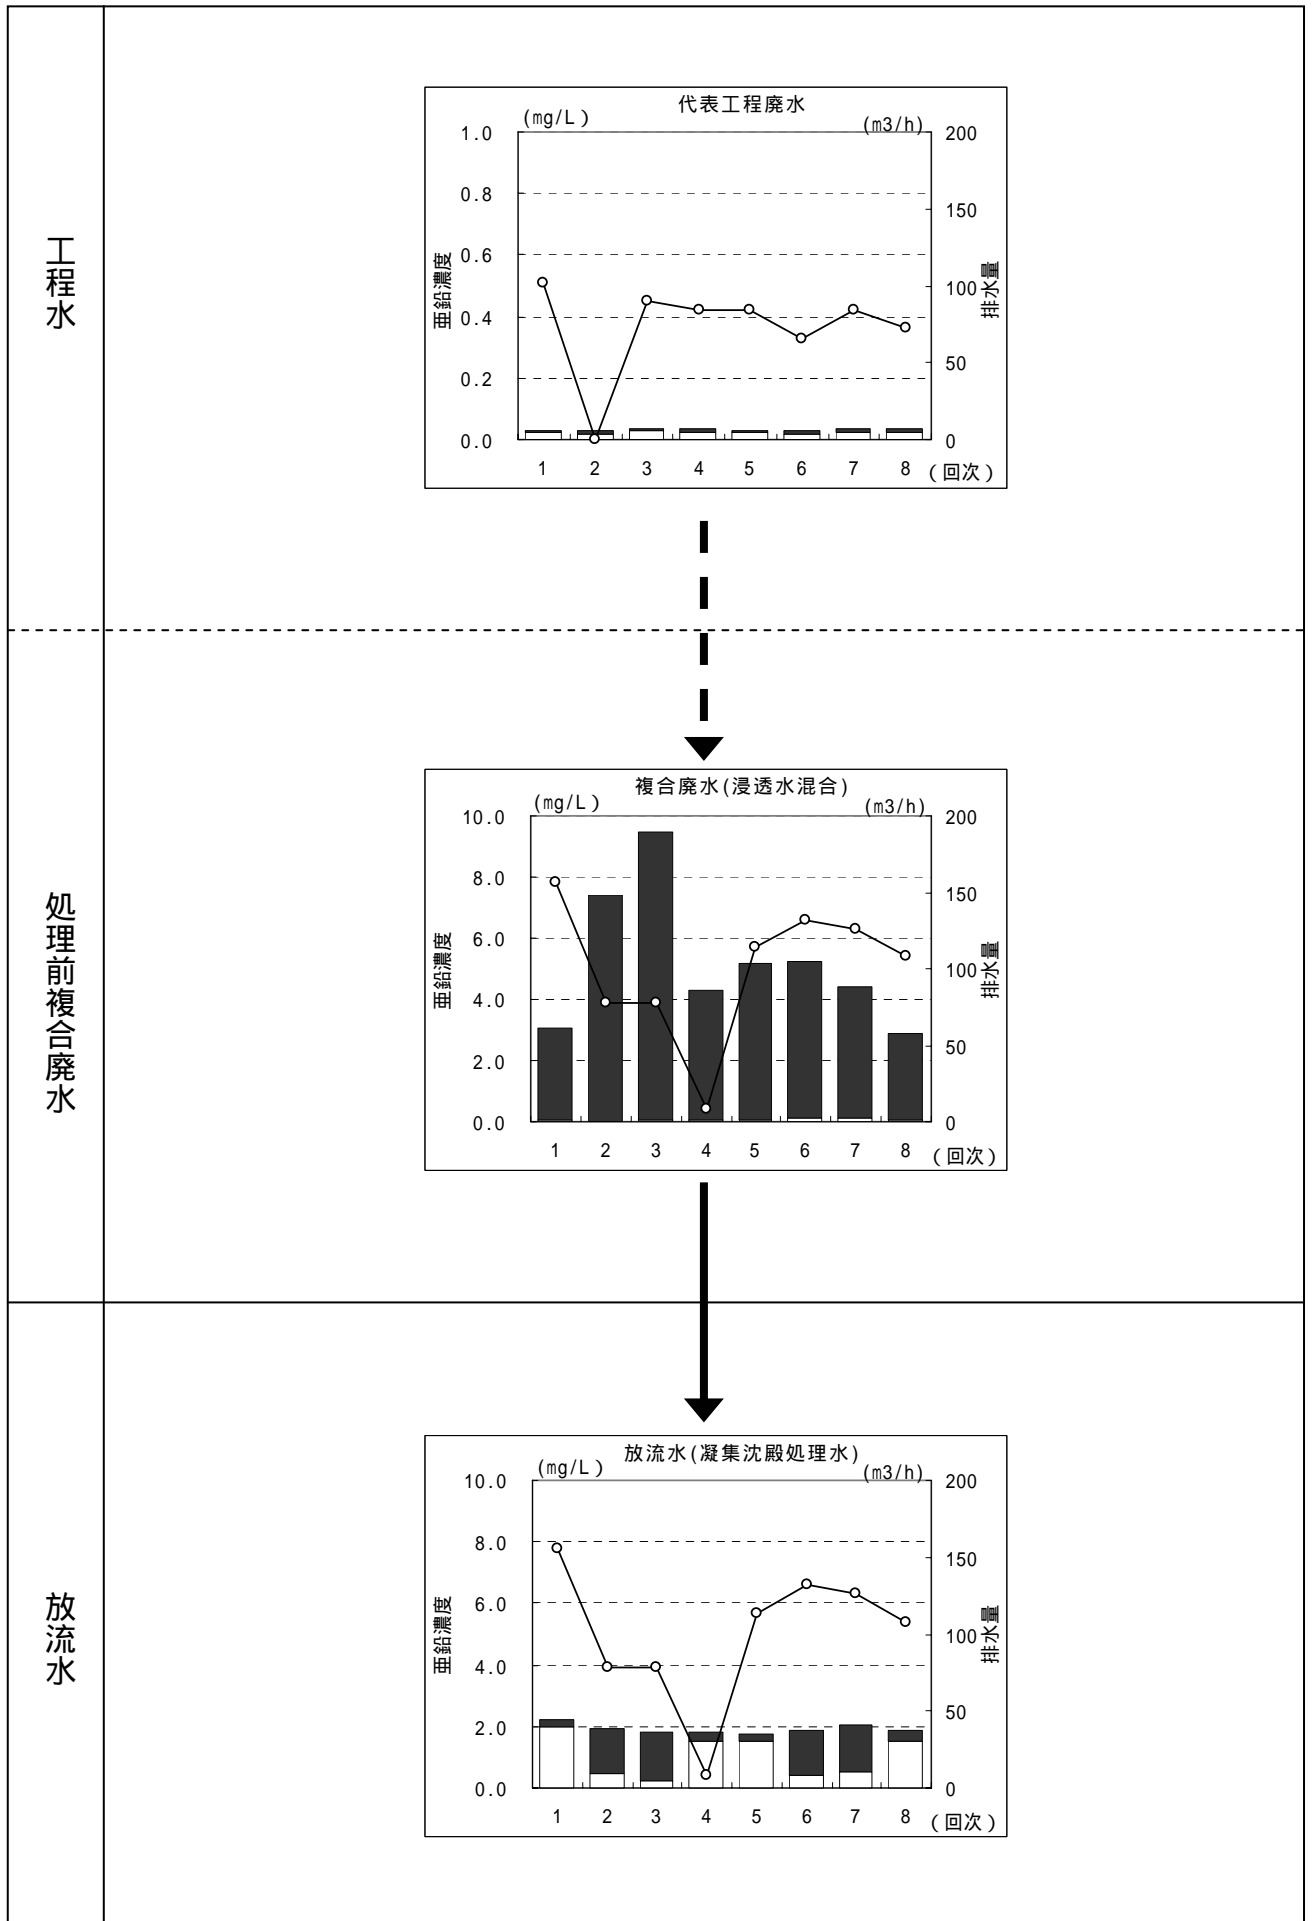 工程水
代表工程廃水
(mg/L)
(m3/h)
1.0
0.8
0.6
0.4
0.2
0.0
亜鉛濃度
200
150
100
50
0
排水量
1 2 3 4 5 6 7 8 (回次)
処理前複合廃水
複合廃水(浸透水混合)
(mg/L)
(m3/h)
10.0
8.0
6.0
4.0
2.0
0.0
亜鉛濃度
200
150
100
50
0
排水量
1 2 3 4 5 6 7 8 (回次)
放流水
放流水(凝集沈殿処理水)
(mg/L)
(m3/h)
10.0
8.0
6.0
4.0
2.0
0.0
亜鉛濃度
200
150
100
50
0
排水量
1 2 3 4 5 6 7 8 (回次)